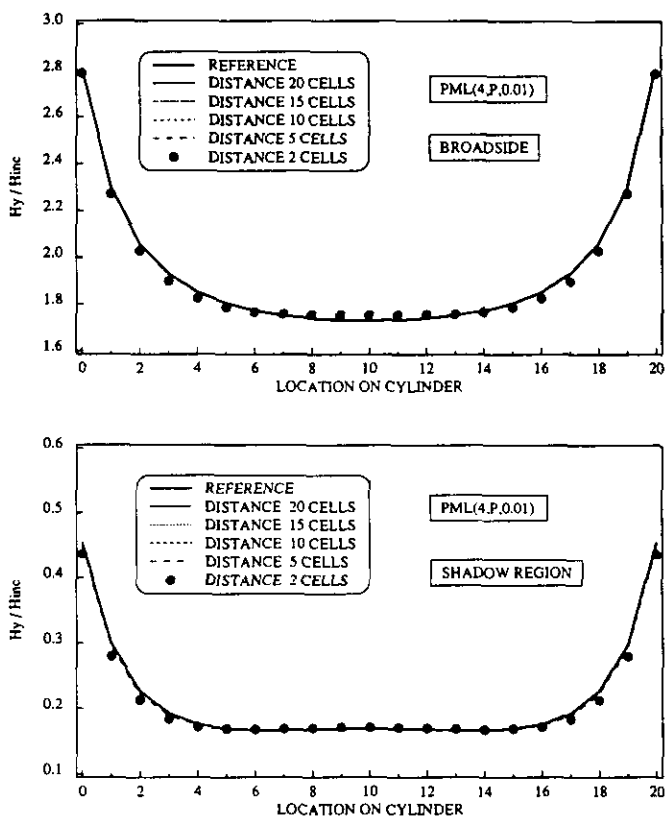 3.0
2.8
2.6
2.4
2.2
2.0
1.8
1.6
Hy / Hinc
REFERENCE
DISTANCE 20 CELLS
DISTANCE 15 CELLS
DISTANCE 10 CELLS
DISTANCE 5 CELLS
DISTANCE 2 CELLS
PML(4,P,0.01)
BROADSIDE
0 2 4 6 8 10 12 14 16 18 20
LOCATION ON CYLINDER
0.6
0.5
0.4
0.3
0.2
0.1
Hy / Hinc
REFERENCE
DISTANCE 20 CELLS
DISTANCE 15 CELLS
DISTANCE 10 CELLS
DISTANCE 5 CELLS
DISTANCE 2 CELLS
PML(4,P,0.01)
SHADOW REGION
0 2 4 6 8 10 12 14 16 18 20
LOCATION ON CYLINDER